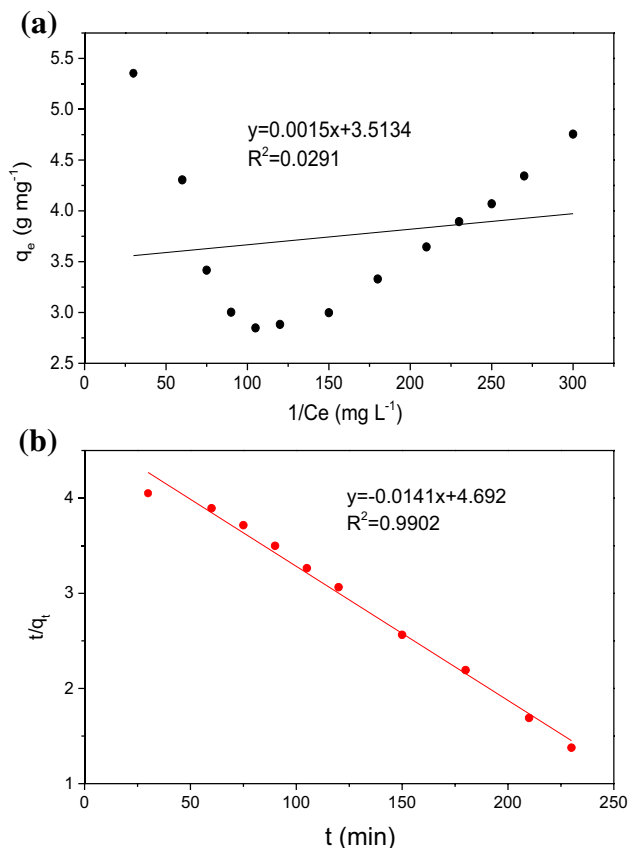 (a)
5.5
5.0
4.5
4.0
3.5
3.0
2.5
qₑ (g mg⁻¹)
y=0.0015x+3.5134
R²=0.0291
0 50 100 150 200 250 300
1/Ce (mg L⁻¹)
(b)
4
3
2
1
t/qₜ
y=-0.0141x+4.692
R²=0.9902
0 50 100 150 200 250
t (min)